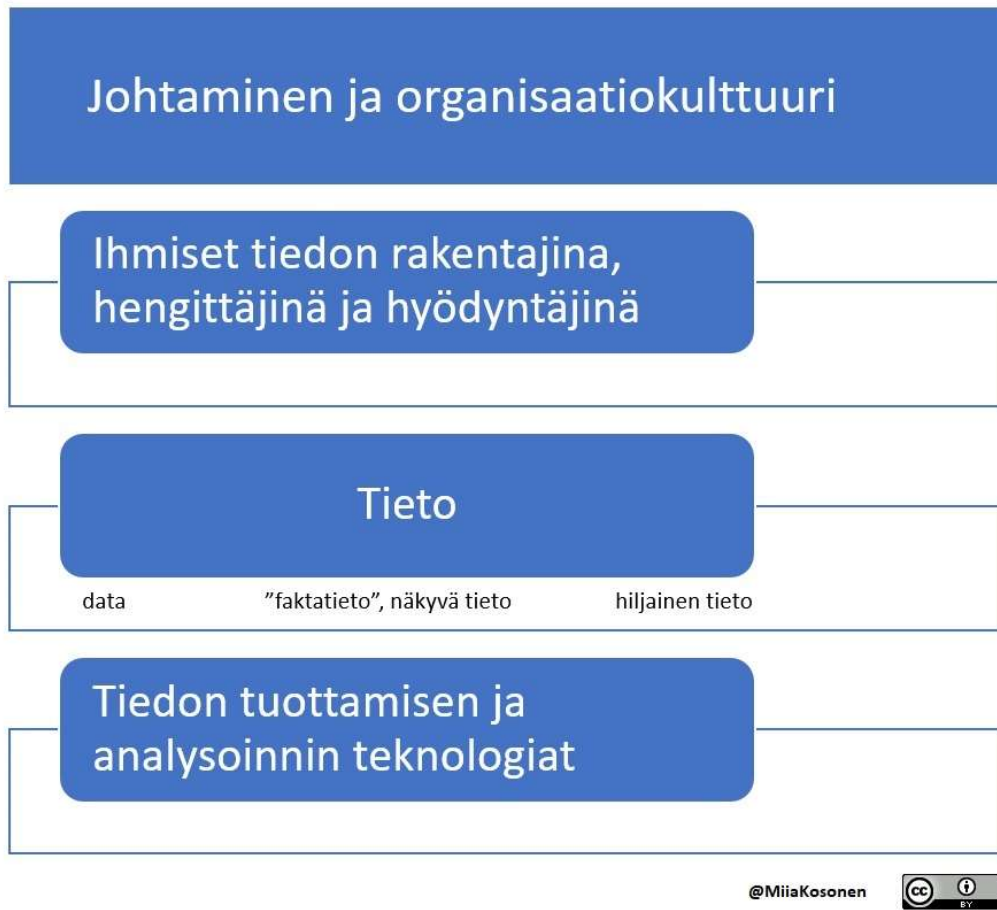 Johtaminen ja organisaatiokulttuuri
Ihmiset tiedon rakentajina,
hengittäjinä ja hyödyntäjinä
Tieto
data ”faktatieto”, näkyvä tieto hiljainen tieto
Tiedon tuottamisen ja
analysoinnin teknologiat
@MiiaKosonen
cc
BY